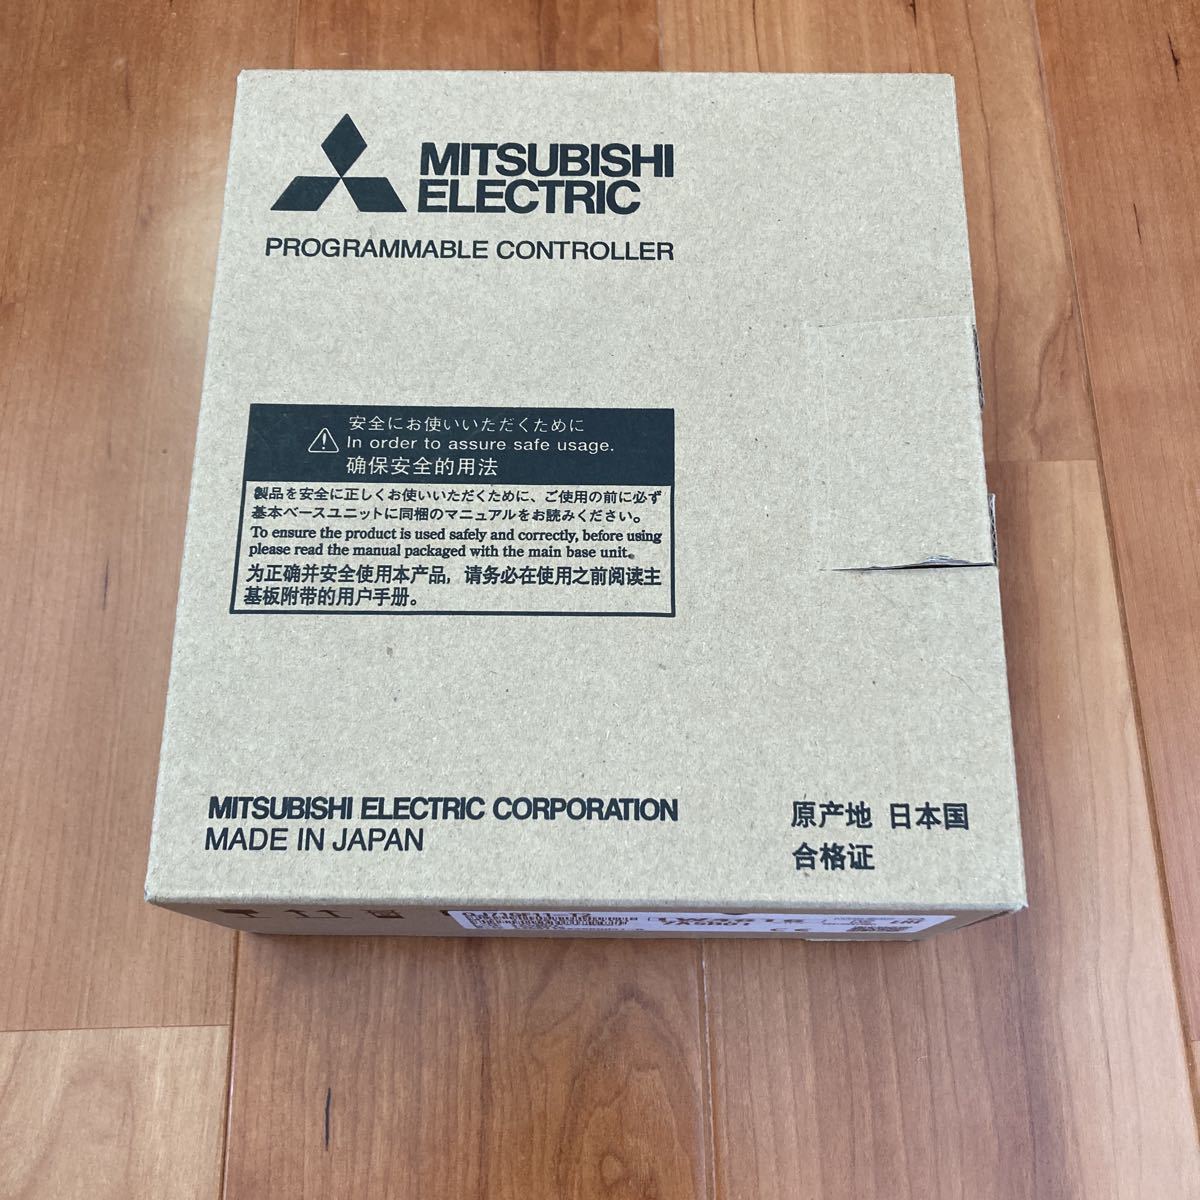 MITSUBISHI
ELECTRIC
PROGRAMMABLE CONTROLLER
安全にお使いいただくために
In order to assure safe usage.
确保安全的用法
製品を安全に正しくお使いいただくために、ご使用の前に必ず
基本ベースユニットに同梱のマニュアルをお読みください。
To ensure the product is used safely and correctly, before using
please read the manual packaged with the main base unit。
为正确并安全使用本产品，请务必在使用之前阅读主
基板附带的用户手册。
MITSUBISHI ELECTRIC CORPORATION
MADE IN JAPAN
原产地 日本国
合格证